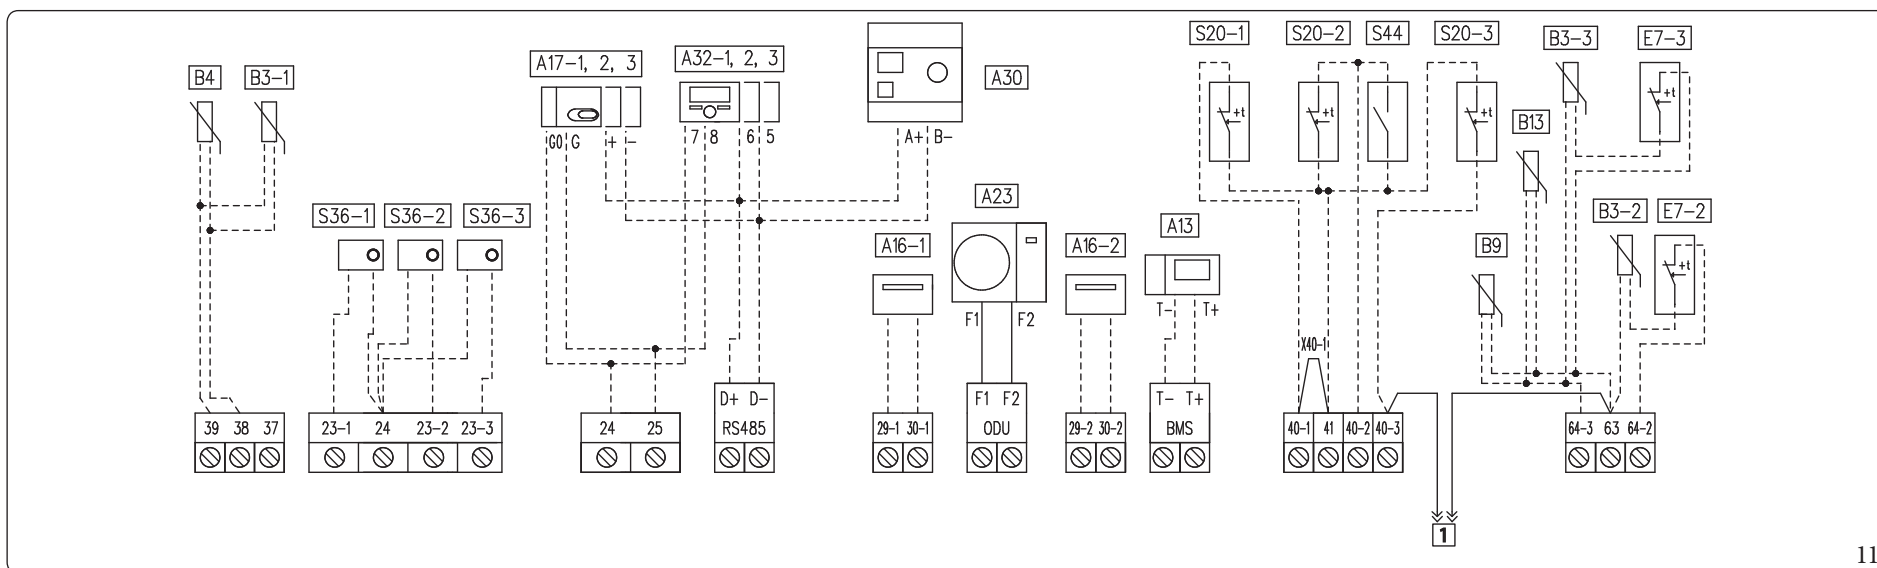 S20-1 S20-2 S44 S20-3 B3-3 E7-3
A17-1, 2, 3 A32-1, 2, 3 A30
B4 B3-1
+t +t +t +t
B13
G0 G + - 7 8 6 5 A+ B-
A23
S36-1 S36-2 S36-3 B3-2 E7-2
A16-1 A16-2 A13 B9
+t
T- T+
F1 F2
X40-1
D+ D- F1 F2 T- T+
39 38 37 23-1 24 23-2 23-3 24 25 RS485 29-1 30-1 ODU 29-2 30-2 BMS 40-1 41 40-2 40-3 64-3 63 64-2
1
11